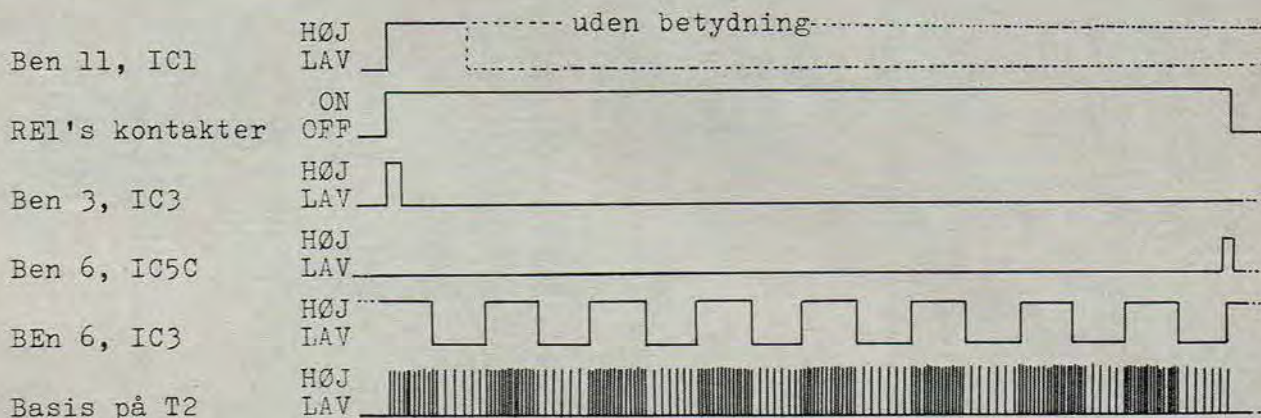 HØJ uden betydning
Ben 11, IC1 LAV
ON
RE1's kontakter OFF
HØJ
Ben 3, IC3 LAV
HØJ
Ben 6, IC5C LAV
HØJ
BEn 6, IC3 LAV
HØJ
Basis på T2 LAV